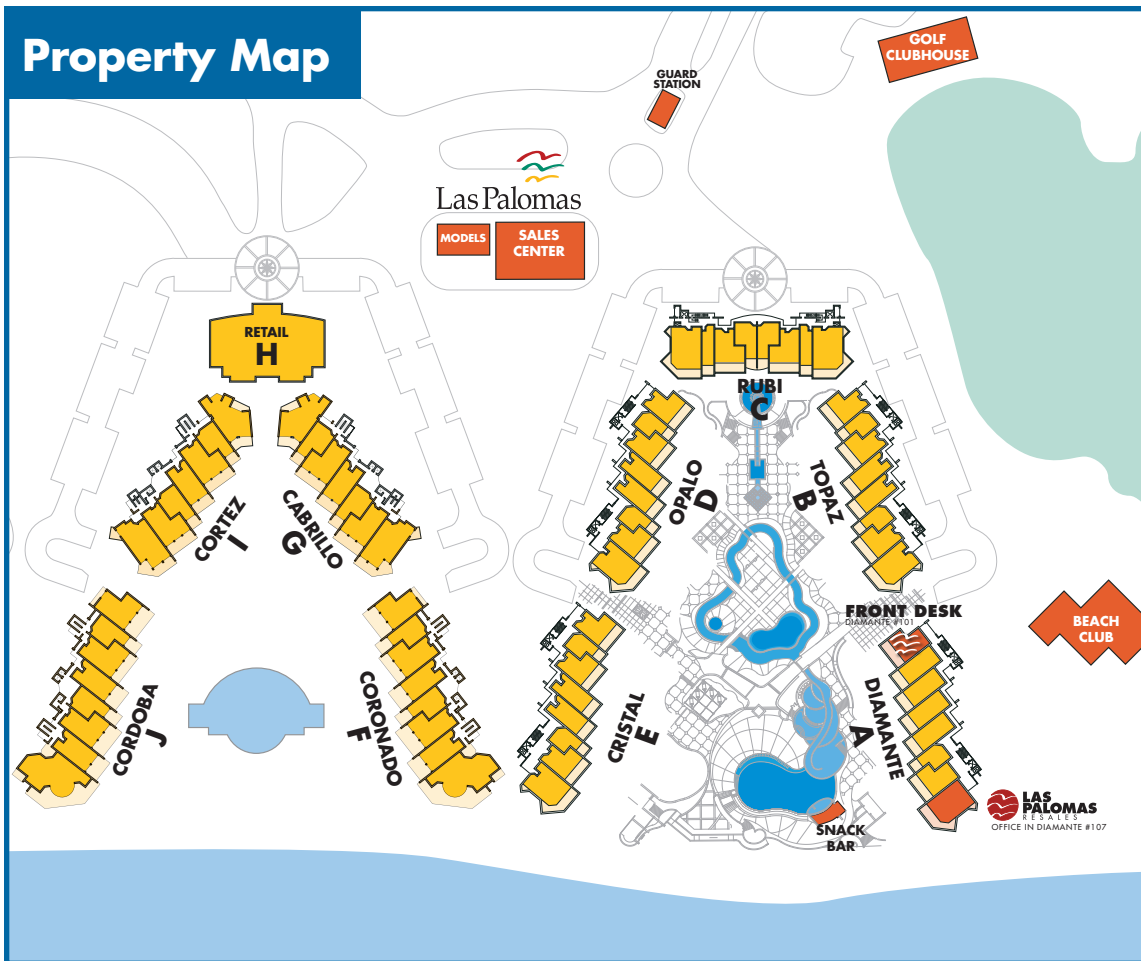 Property Map
GOLF
CLUBHOUSE
GUARD
STATION
Las Palomas
MODELS
SALES
CENTER
RETAIL
H
RUBI
C
OPALO
D
TOPAZ
B
CORTEZ
I
CABRILLO
G
FRONT DESK
DIAMANTE #101
BEACH
CLUB
CORDOBA
J
CORONADO
F
CRISTAL
E
DIAMANTE
A
LAS
PALOMAS
RESALES
OFFICE IN DIAMANTE #107
SNACK
BAR